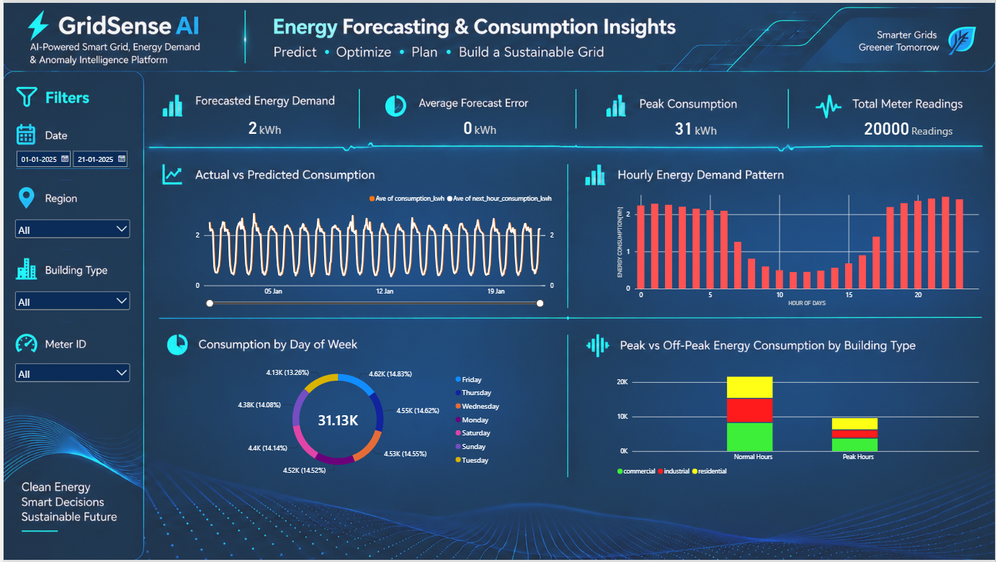 GridSense AI
AI-Powered Smart Grid, Energy Demand
& Anomaly Intelligence Platform
Energy Forecasting & Consumption Insights
Predict • Optimize • Plan • Build a Sustainable Grid
Smarter Grids
Greener Tomorrow
Filters
Date
01-01-2025 21-01-2025
Region
All
Building Type
All
Meter ID
All
Clean Energy
Smart Decisions
Sustainable Future
Forecasted Energy Demand
2 kWh
Average Forecast Error
0 kWh
Peak Consumption
31 kWh
Total Meter Readings
20000 Readings
Actual vs Predicted Consumption
Ave of consumption_kwh Ave of next_hour_consumption_kwh
2 2
0 0
05 Jan 12 Jan 19 Jan
Hourly Energy Demand Pattern
ENERGY CONSUMPTION[Wh]
2
1
0
0 5 10 15 20
HOUR OF DAYS
Consumption by Day of Week
4.13K (13.26%) 4.62K (14.83%)
4.38K (14.08%) 4.55K (14.62%)
31.13K
4.4K (14.14%) 4.53K (14.55%)
4.52K (14.52%)
Friday
Thursday
Wednesday
Monday
Saturday
Sunday
Tuesday
Peak vs Off-Peak Energy Consumption by Building Type
20K
10K
0K
Normal Hours Peak Hours
commercial industrial residential